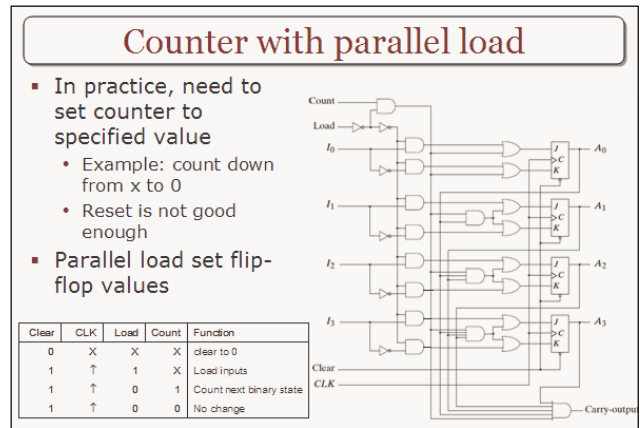 Counter with parallel load
In practice, need to
set counter to
specified value
Example: count down
from x to 0
Reset is not good
enough
Parallel load set flip-
flop values
Clear CLK Load Count Function
0 X X X clear to 0
1 ↑ 1 X Load inputs
1 ↑ 0 1 Count next binary state
1 ↑ 0 0 No change
Count
Load
I0
J
C
K
A0
I1
J
C
K
A1
I2
J
C
K
A2
I3
J
C
K
A3
Clear
CLK
Carry-output